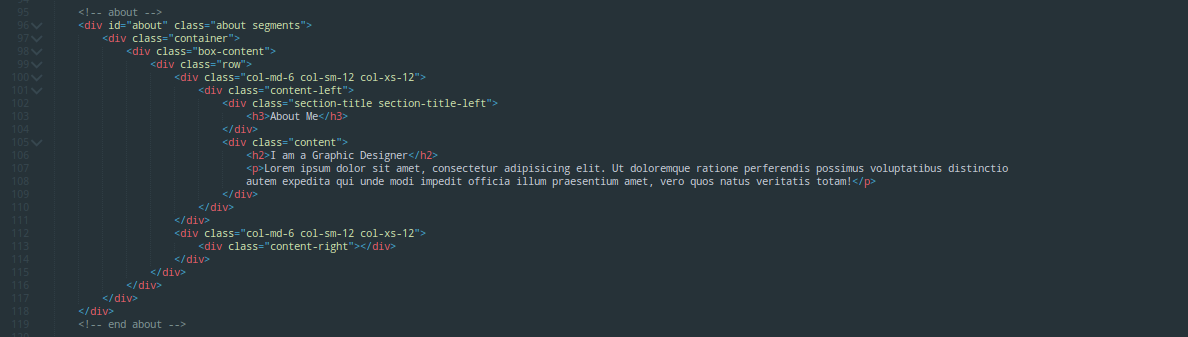 95 <!-- about -->
96 <div id="about" class="about segments">
97 <div class="container">
98 <div class="box-content">
99 <div class="row">
100 <div class="col-md-6 col-sm-12 col-xs-12">
101 <div class="content-left">
102 <div class="section-title section-title-left">
103 <h3>About Me</h3>
104 </div>
105 <div class="content">
106 <h2>I am a Graphic Designer</h2>
107 <p>Lorem ipsum dolor sit amet, consectetur adipisicing elit. Ut doloremque ratione perferendis possimus voluptatibus distinctio
108 autem expedita qui unde modi impedit officia illum praesentium amet, vero quos natus veritatis totam!</p>
109 </div>
110 </div>
111 </div>
112 <div class="col-md-6 col-sm-12 col-xs-12">
113 <div class="content-right"></div>
114 </div>
115 </div>
116 </div>
117 </div>
118 </div>
119 <!-- end about -->